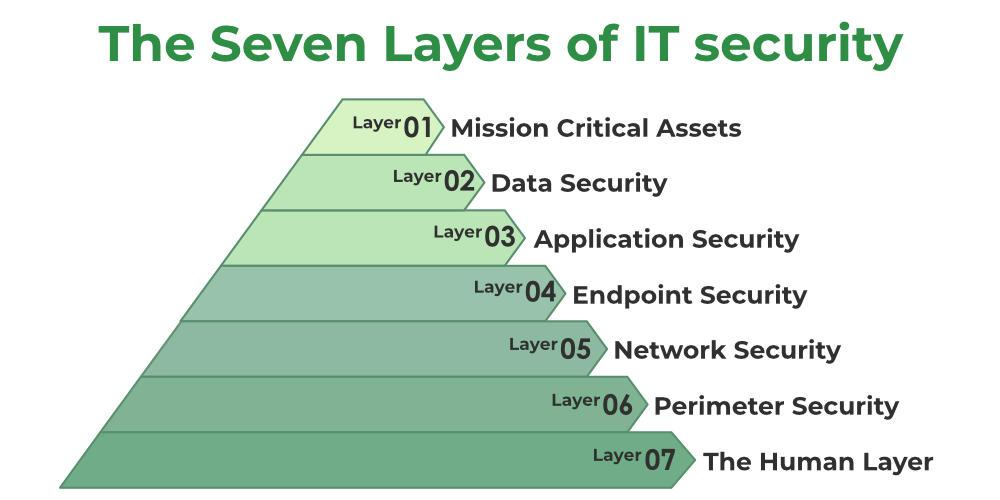 The Seven Layers of IT security
Layer 01 Mission Critical Assets
Layer 02 Data Security
Layer 03 Application Security
Layer 04 Endpoint Security
Layer 05 Network Security
Layer 06 Perimeter Security
Layer 07 The Human Layer